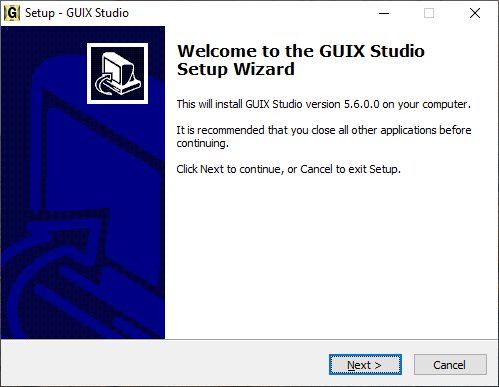 G Setup - GUIX Studio
Welcome to the GUIX Studio
Setup Wizard
This will install GUIX Studio version 5.6.0.0 on your computer.
It is recommended that you close all other applications before
continuing.
Click Next to continue, or Cancel to exit Setup.
Next > Cancel